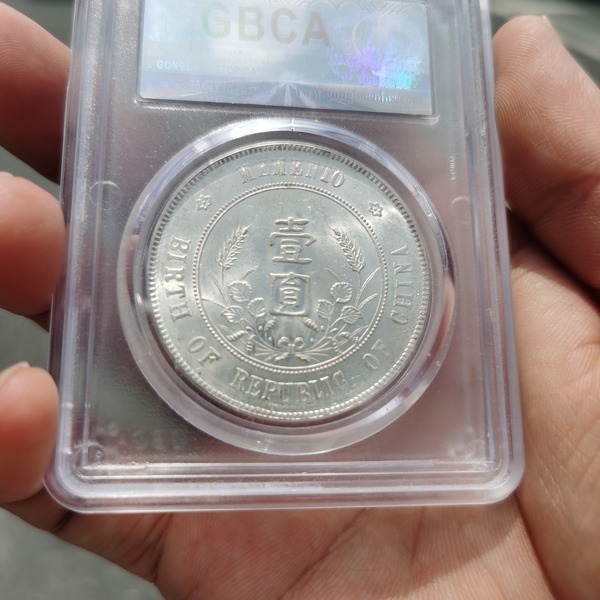 GBCA
MEMENTO
壹
圓
BIRTH OF REPUBLIC OF CHINA